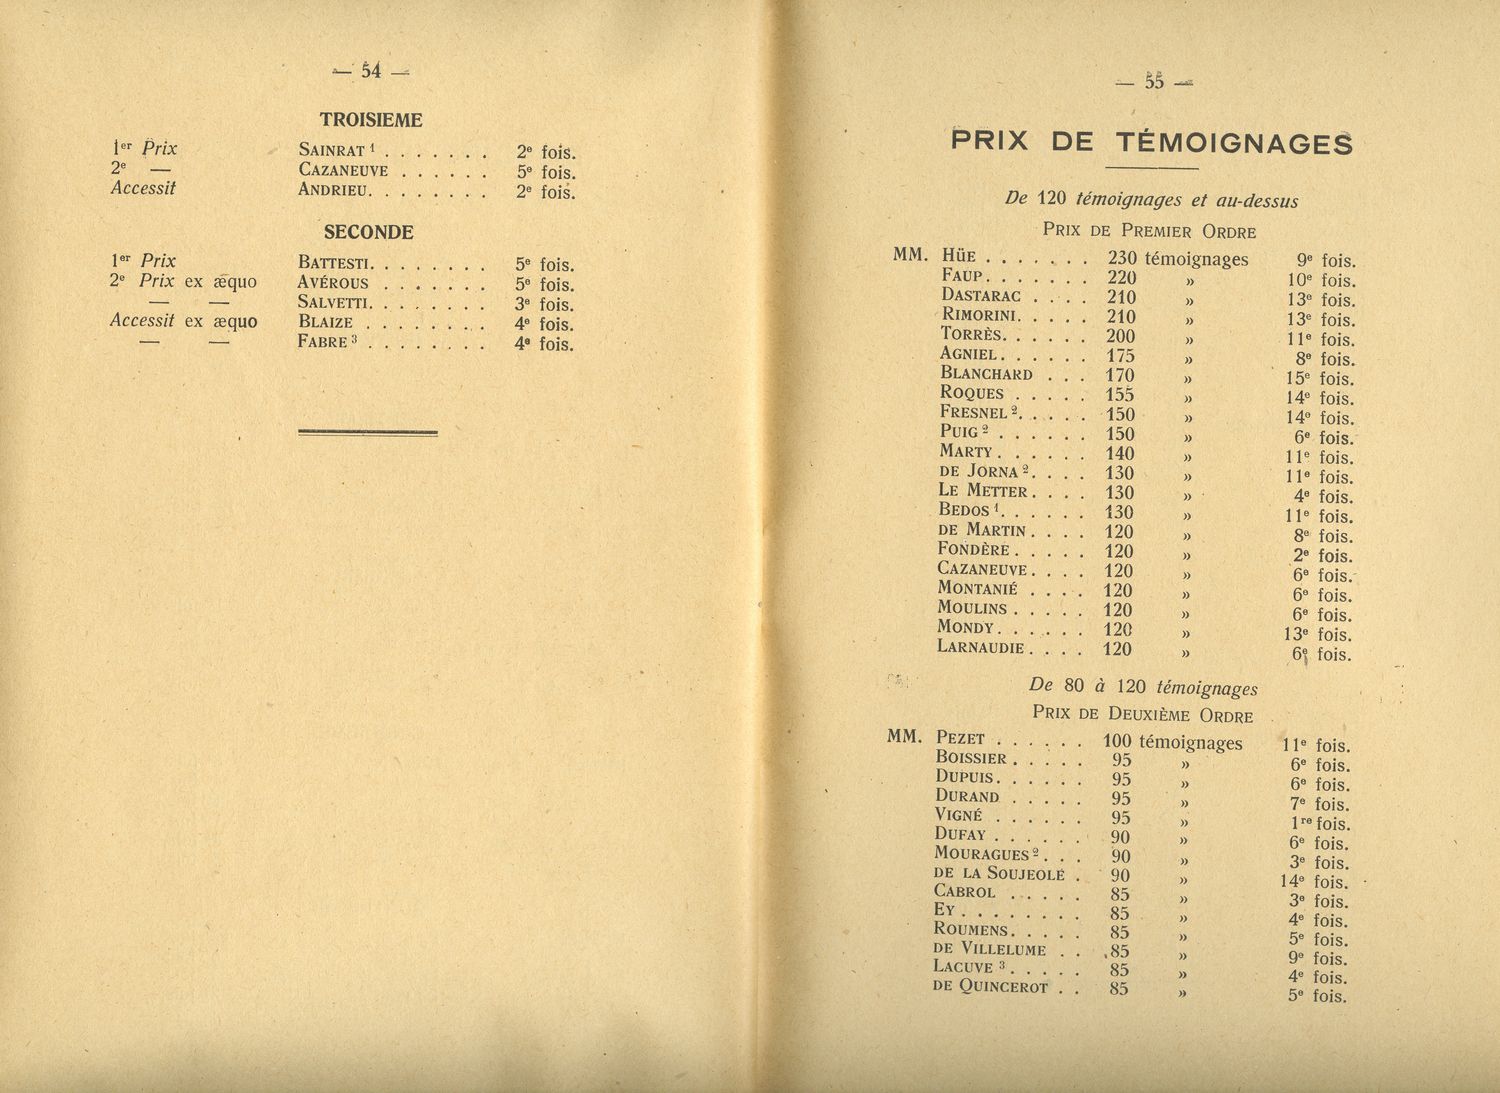 — 54 —
TROISIEME
1er Prix SAINRAT 1 . . . . . . . 2e fois.
2e — CAZANEUVE . . . . . . 5e fois.
Accessit ANDRIEU. . . . . . . . 2e fois.
SECONDE
1er Prix BATTESTI. . . . . . . . 5e fois.
2e Prix ex æquo AVÉROUS . . . . . . . 5e fois.
— — SALVETTI. . . . . . . . 3e fois.
Accessit ex æquo BLAIZE . . . . . . . . 4e fois.
— — FABRE 3 . . . . . . . . 4e fois.
— 55 —
PRIX DE TÉMOIGNAGES
De 120 témoignages et au-dessus
PRIX DE PREMIER ORDRE
MM. HÜE . . . . . . . 230 témoignages 9e fois.
FAUP. . . . . . . 220 » 10e fois.
DASTARAC . . . . 210 » 13e fois.
RIMORINI. . . . . 210 » 13e fois.
TORRÈS. . . . . . 200 » 11e fois.
AGNIEL. . . . . . 175 » 8e fois.
BLANCHARD . . . 170 » 15e fois.
ROQUES . . . . . 155 » 14e fois.
FRESNEL 2. . . . . 150 » 14e fois.
PUIG 2 . . . . . . 150 » 6e fois.
MARTY. . . . . . 140 » 11e fois.
DE JORNA 2. . . . 130 » 11e fois.
LE METTER. . . . 130 » 4e fois.
BEDOS 1. . . . . . 130 » 11e fois.
DE MARTIN. . . . 120 » 8e fois.
FONDÈRE. . . . . 120 » 2e fois.
CAZANEUVE. . . . 120 » 6e fois.
MONTANIÉ . . . . 120 » 6e fois.
MOULINS . . . . . 120 » 6e fois.
MONDY. . . . . . 120 » 13e fois.
LARNAUDIE. . . . 120 » 6e fois.
De 80 à 120 témoignages
PRIX DE DEUXIÈME ORDRE
MM. PEZET . . . . . . 100 témoignages 11e fois.
BOISSIER. . . . . 95 » 6e fois.
DUPUIS. . . . . . 95 » 6e fois.
DURAND . . . . . 95 » 7e fois.
VIGNÉ . . . . . . 95 » 1re fois.
DUFAY . . . . . . 90 » 6e fois.
MOURAGUES 2. . . 90 » 3e fois.
DE LA SOUJEOLE . 90 » 14e fois.
CABROL . . . . . 85 » 3e fois.
EY. . . . . . . . 85 » 4e fois.
ROUMENS. . . . . 85 » 5e fois.
DE VILLELUME . . 85 » 9e fois.
LACUVE 3. . . . . 85 » 4e fois.
DE QUINCEROT . . 85 » 5e fois.